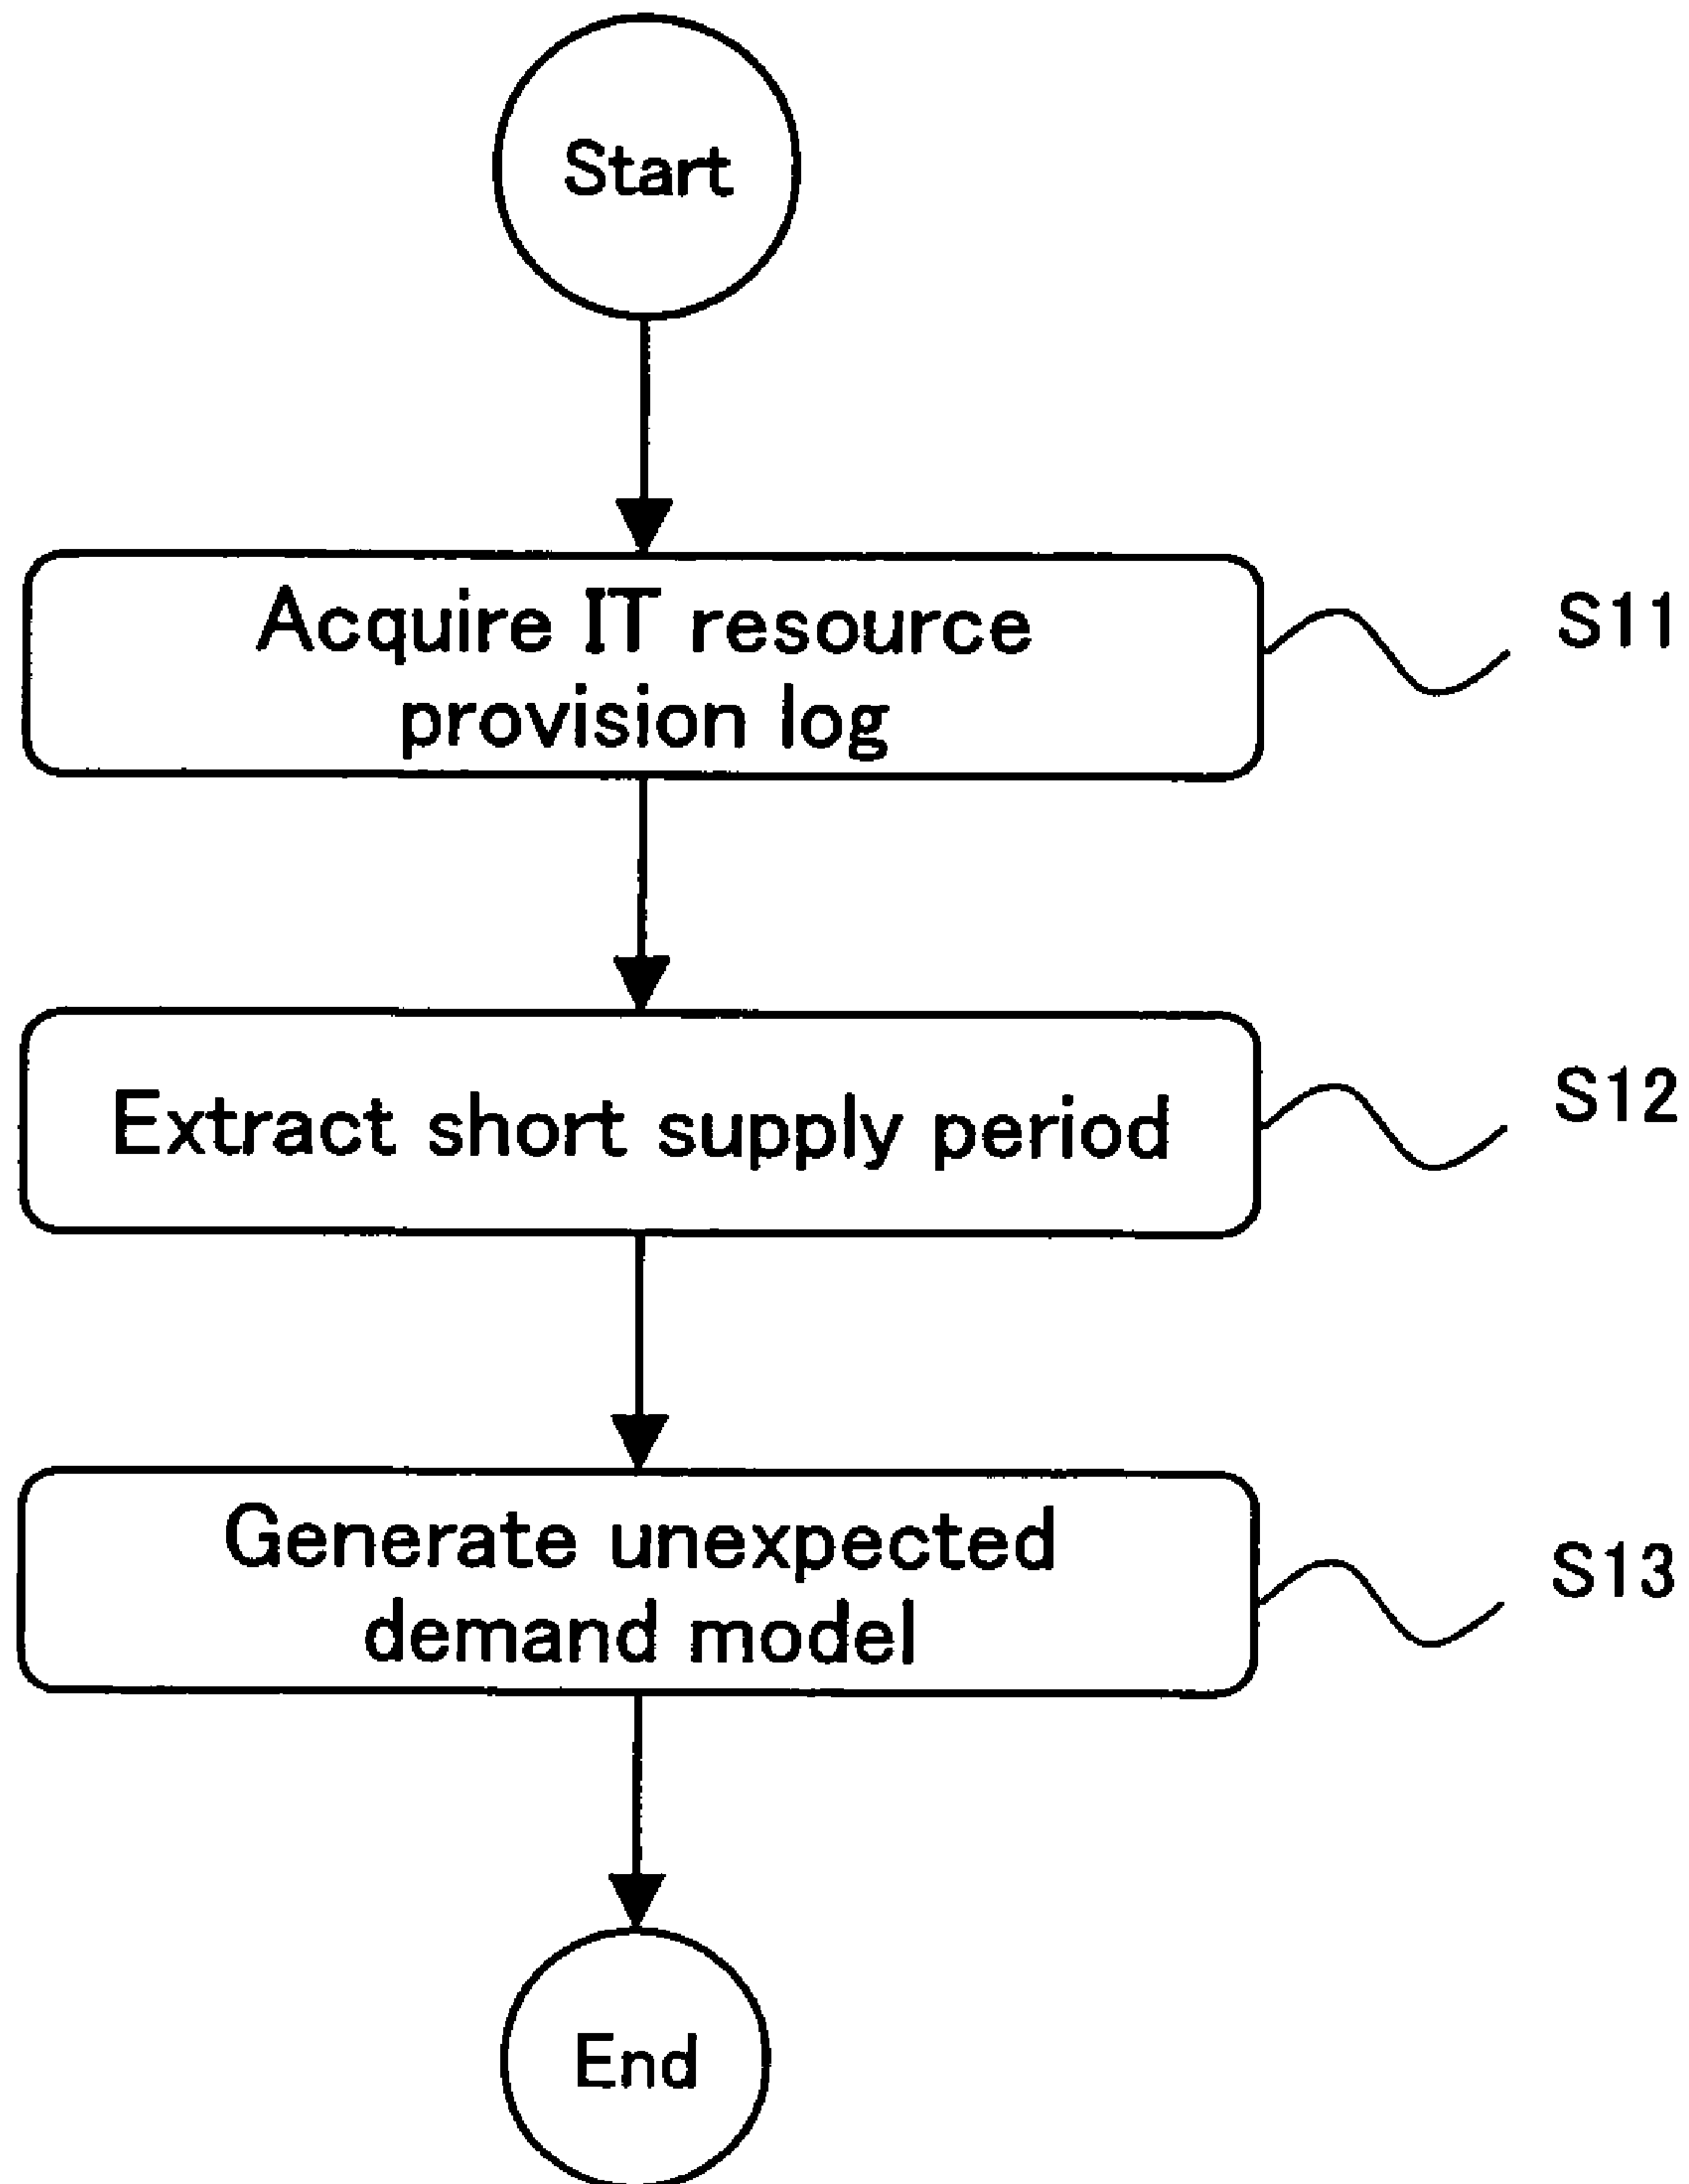 Start
Acquire IT resource
provision log
S11
Extract short supply period
S12
Generate unexpected
demand model
S13
End